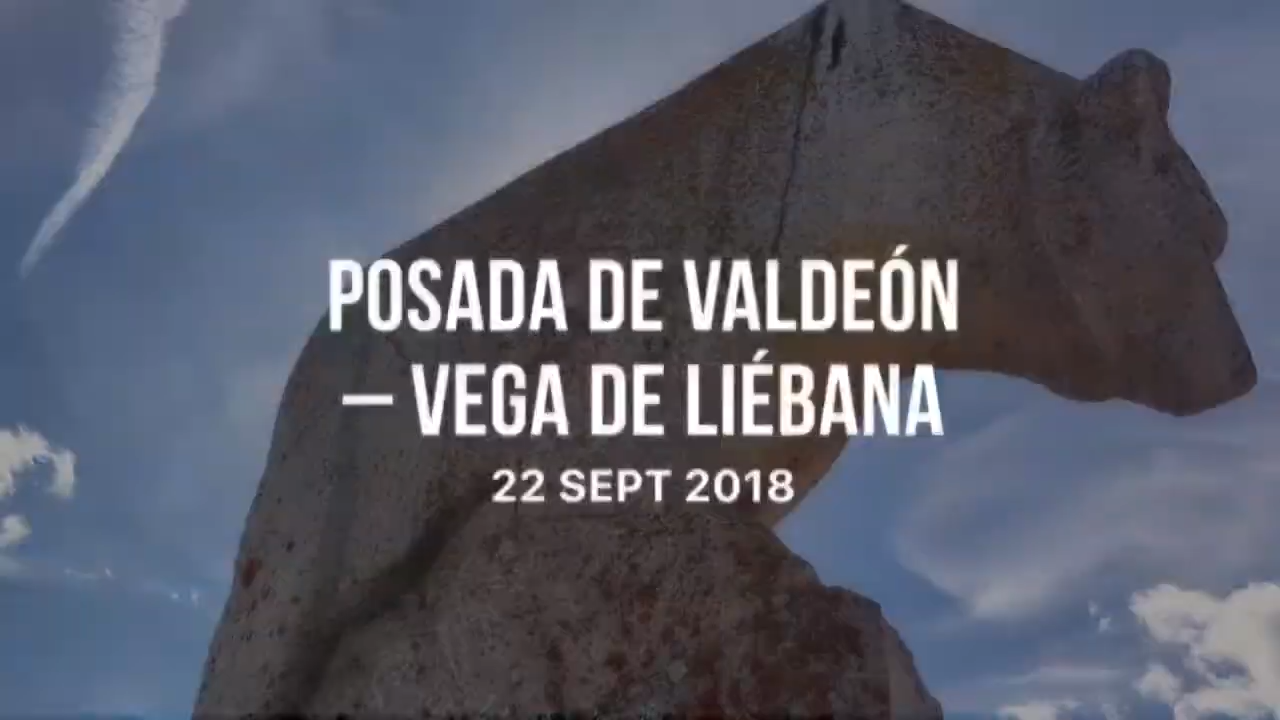 POSADA DE VALDEÓN
– VEGA DE LIÉBANA
22 SEPT 2018